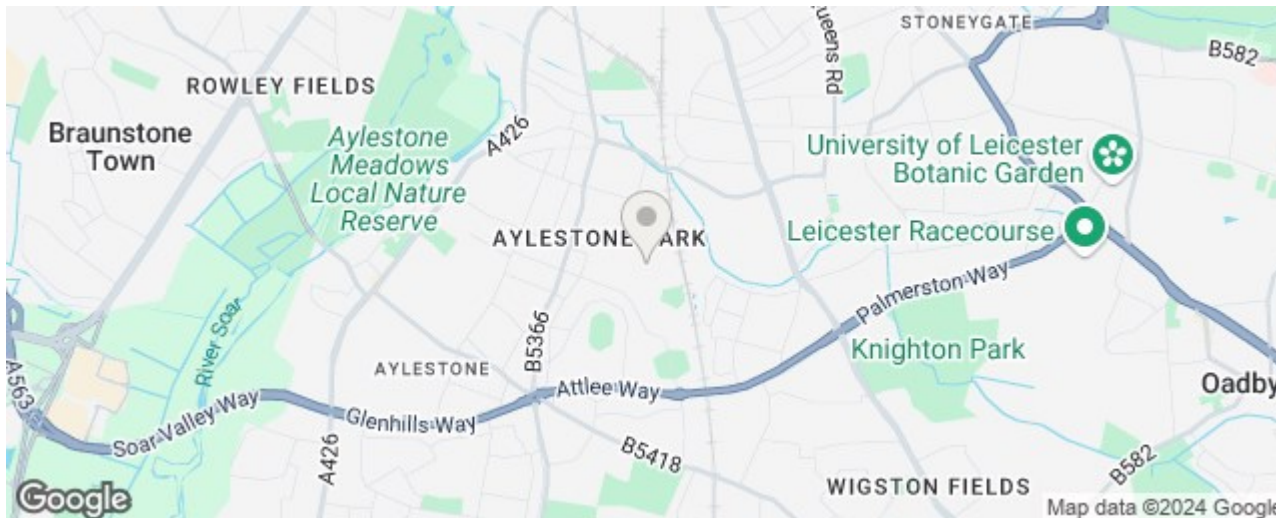 STONEYGATE
B582
Queens Rd
ROWLEY FIELDS
Braunstone
Town
Aylestone
Meadows
Local Nature
Reserve
A426
University of Leicester
Botanic Garden
Leicester Racecourse
AYLESTONE PARK
Palmerston Way
River Soar
B5366
Knighton Park
A563
AYLESTONE
Attlee Way
Oadby
Soar Valley Way
Glenhills Way
A426
B5418
B582
WIGSTON FIELDS
Google
Map data ©2024 Google